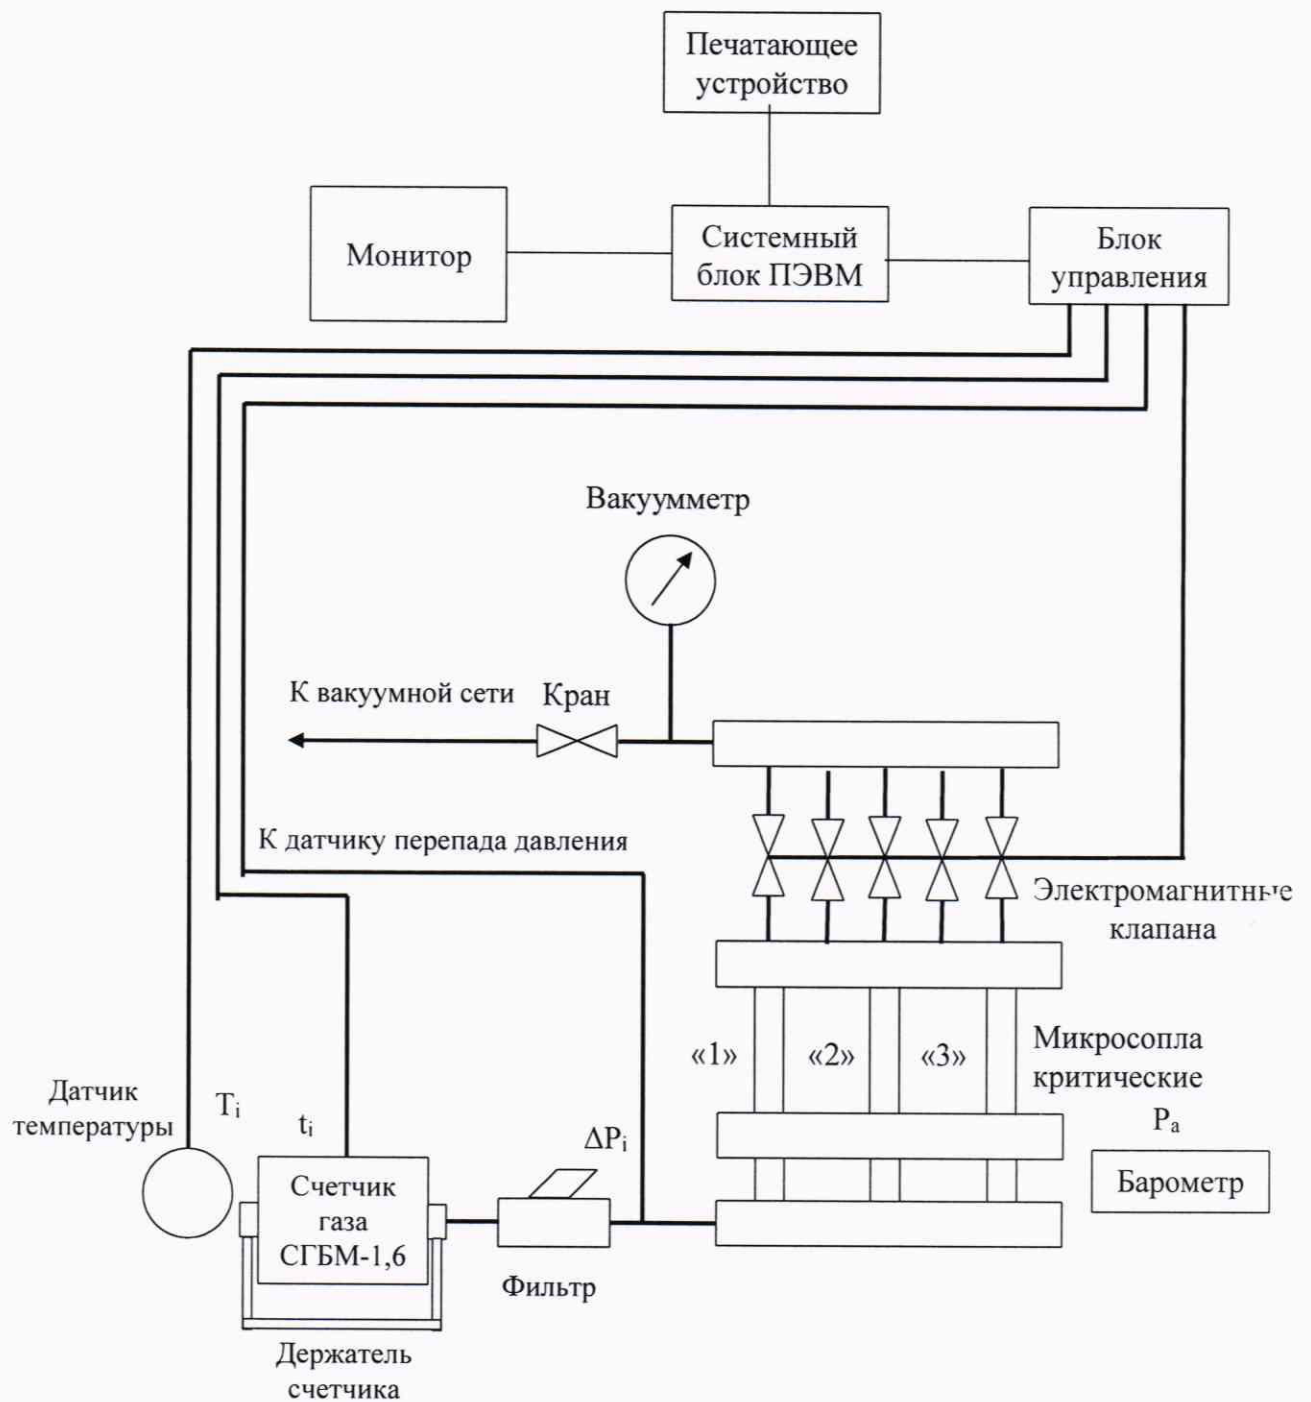 Печатающее
устройство
Монитор
Системный
блок ПЭВМ
Блок
управления
Вакуумметр
К вакуумной сети
Кран
К датчику перепада давления
Электромагнитные
клапана
«1»
«2»
«3»
Микросопла
критические
Датчик
температуры
Ti
ti
ΔPi
Pa
Счетчик
газа
СГБМ-1,6
Барометр
Фильтр
Держатель
счетчика